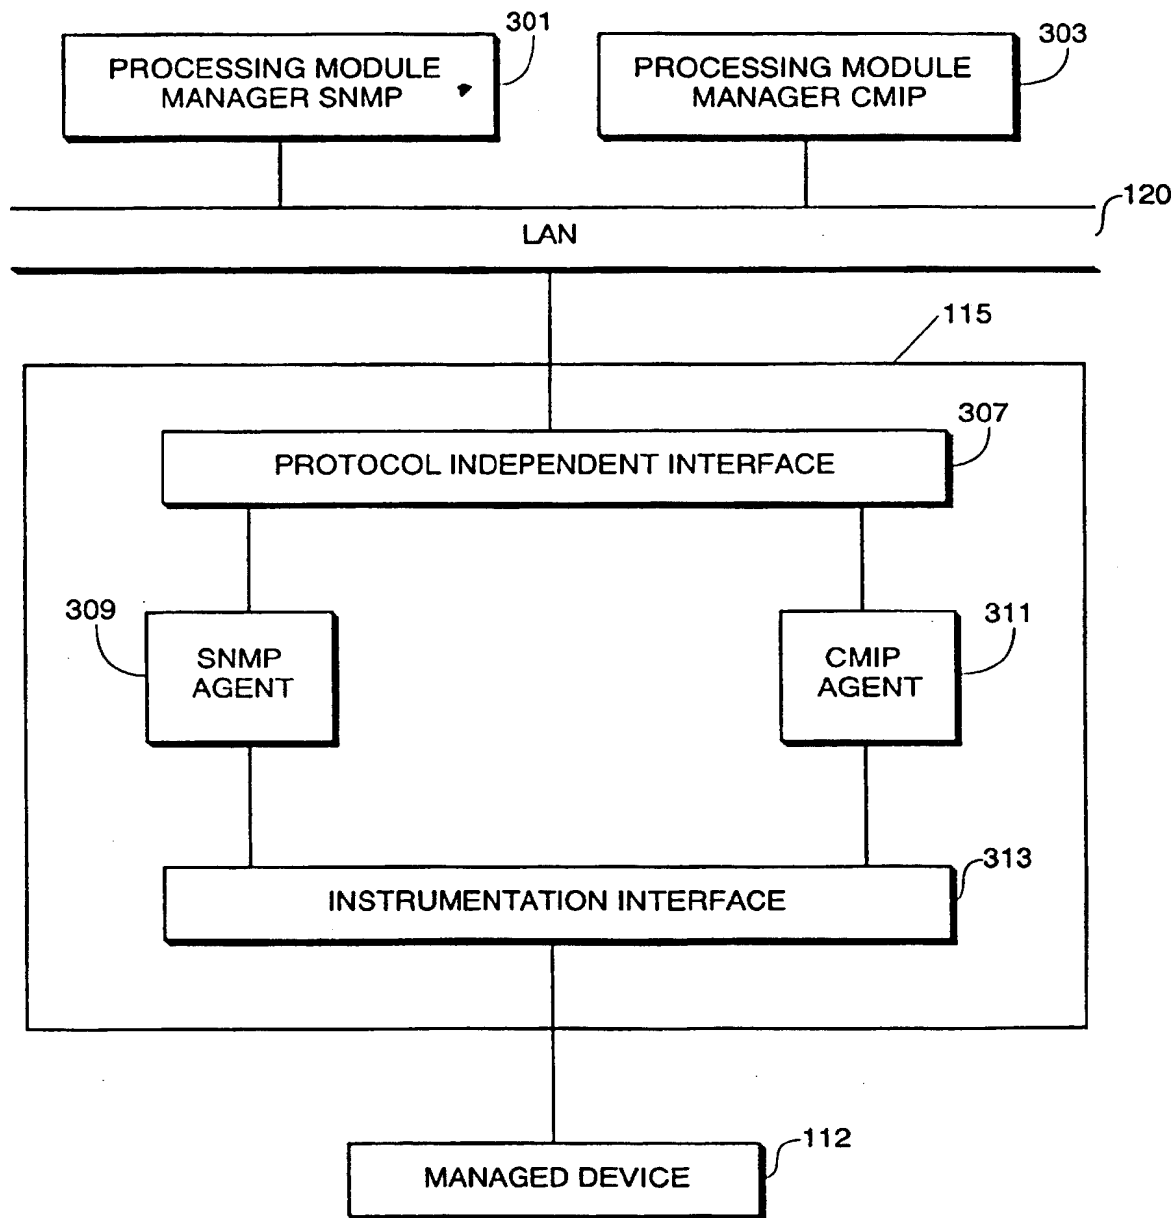 301
303
PROCESSING MODULE
MANAGER SNMP
PROCESSING MODULE
MANAGER CMIP
120
LAN
115
307
PROTOCOL INDEPENDENT INTERFACE
309
311
SNMP
AGENT
CMIP
AGENT
313
INSTRUMENTATION INTERFACE
112
MANAGED DEVICE